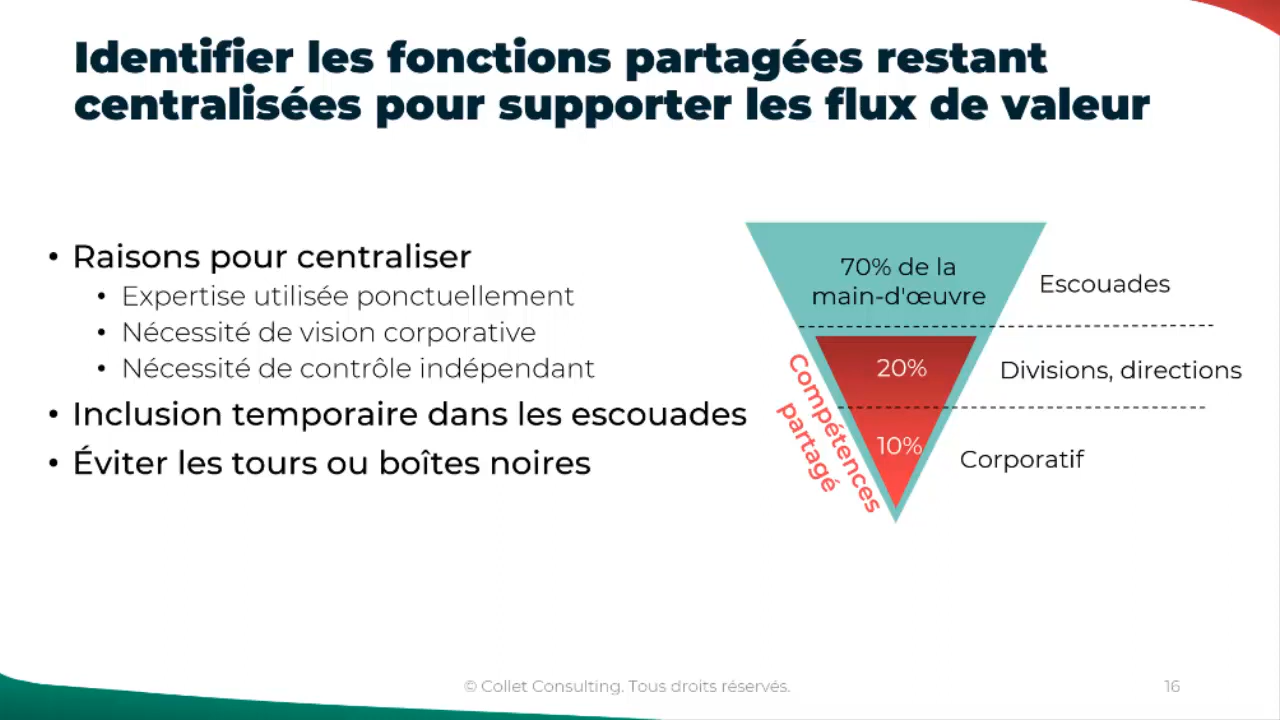 Identifier les fonctions partagées restant
centralisées pour supporter les flux de valeur
• Raisons pour centraliser
• Expertise utilisée ponctuellement
• Nécessité de vision corporative
• Nécessité de contrôle indépendant
• Inclusion temporaire dans les escouades
• Éviter les tours ou boîtes noires
70% de la
main-d'œuvre
Escouades
20%
Divisions, directions
10%
Corporatif
Compétences
partagé
© Collet Consulting. Tous droits réservés.
16